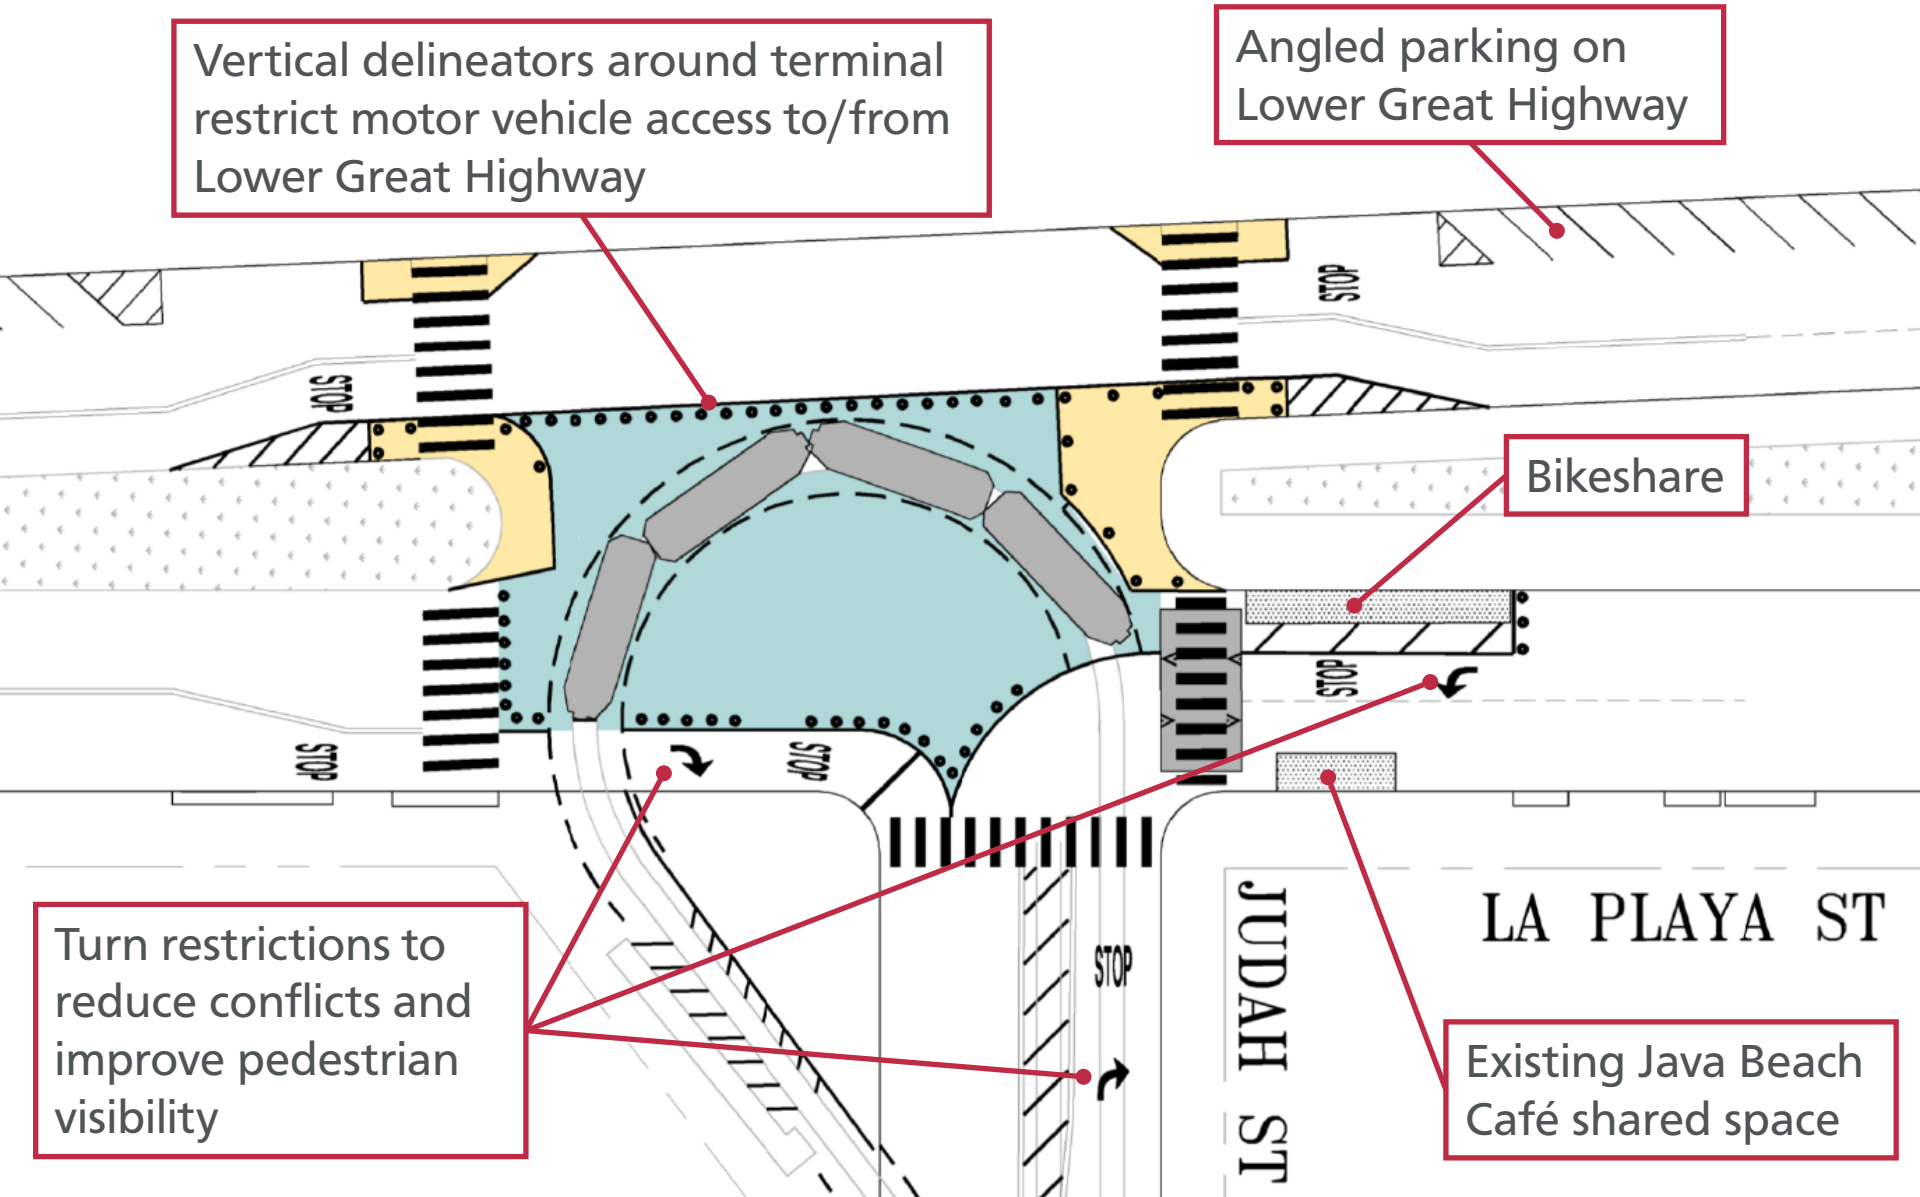 Vertical delineators around terminal
restrict motor vehicle access to/from
Lower Great Highway
Angled parking on
Lower Great Highway
STOP
STOP
Bikeshare
STOP
STOP
STOP
Turn restrictions to
reduce conflicts and
improve pedestrian
visibility
STOP
JUDAH ST
LA PLAYA ST
Existing Java Beach
Café shared space